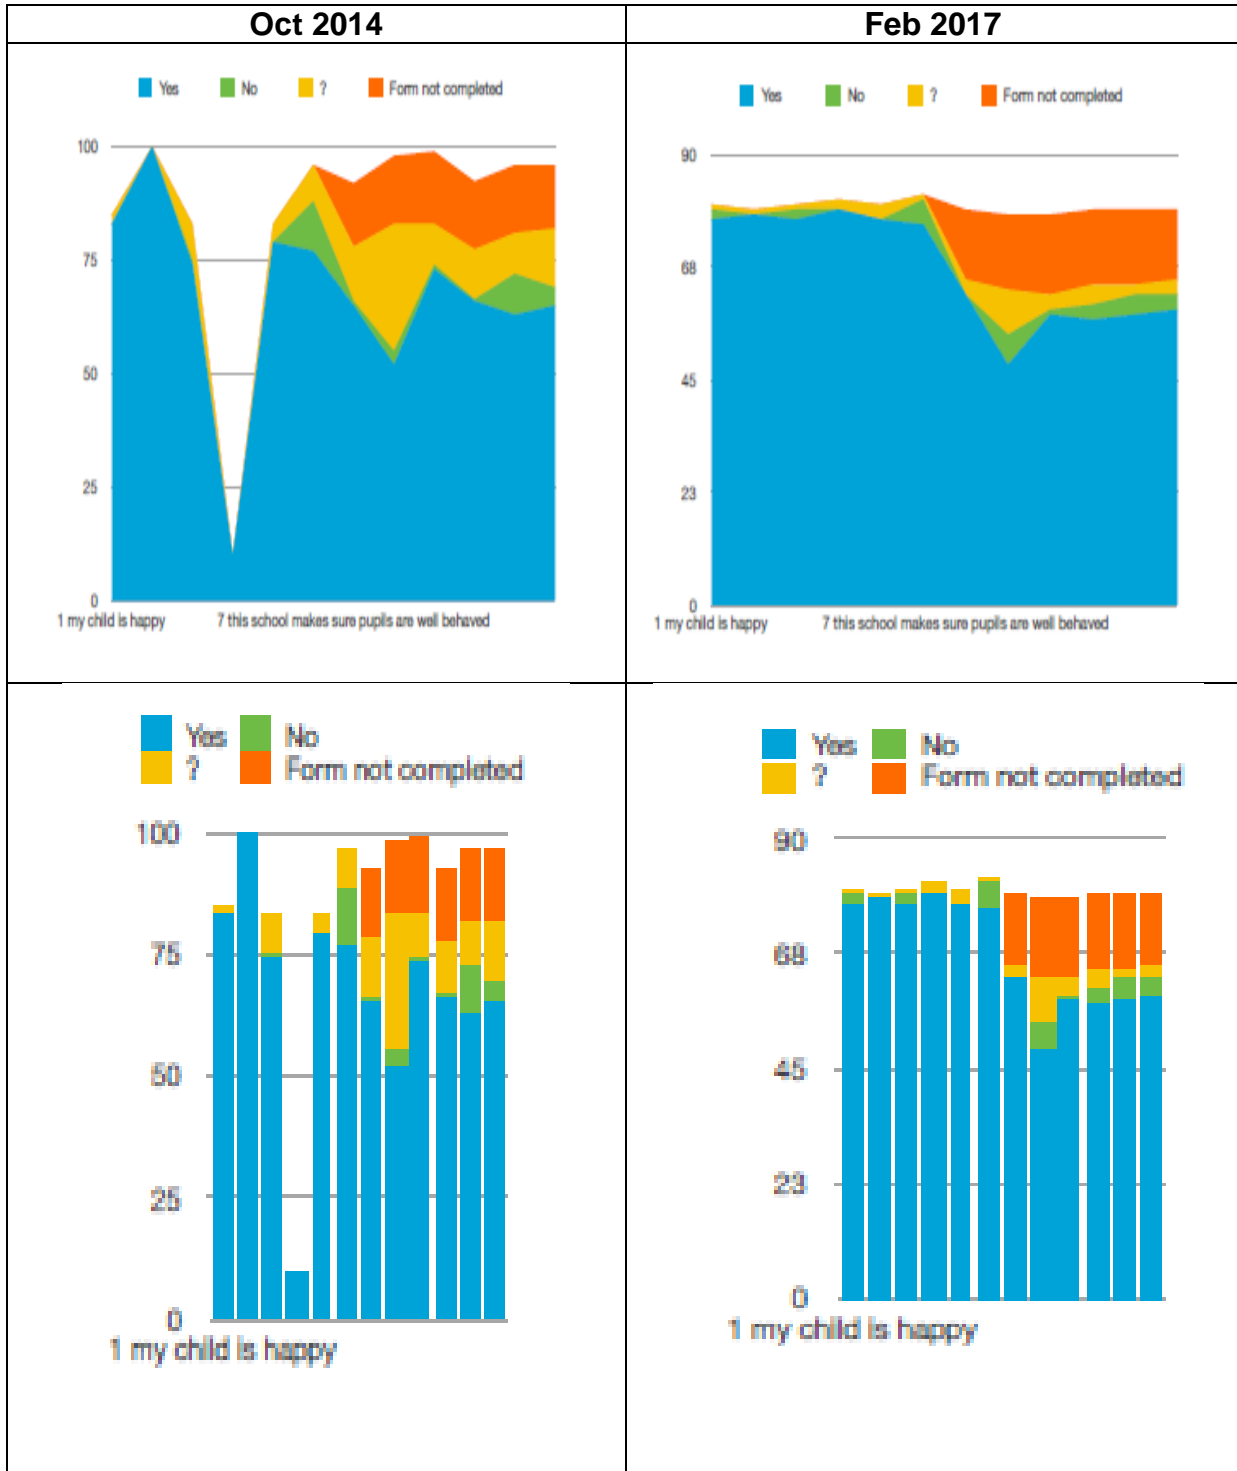 Oct 2014
Feb 2017
Yes No ? Form not completed
100
75
50
25
0
1 my child is happy 7 this school makes sure pupils are well behaved
Yes No ? Form not completed
90
68
45
23
0
1 my child is happy 7 this school makes sure pupils are well behaved
Yes No
? Form not completed
100
75
50
25
0
1 my child is happy
Yes No
? Form not completed
90
68
45
23
0
1 my child is happy